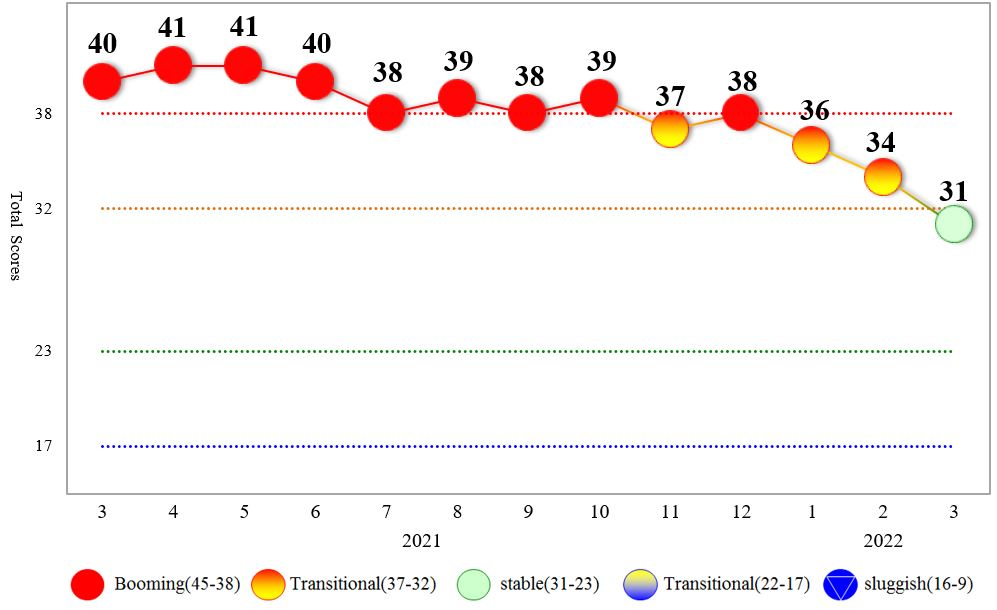 40 41 41 40 38 39 38 39 37 38 36 34 31
38
32
23
17
Total Scores
3 4 5 6 7 8 9 10 11 12 1 2 3
2021 2022
Booming(45-38) Transitional(37-32) stable(31-23) Transitional(22-17) sluggish(16-9)